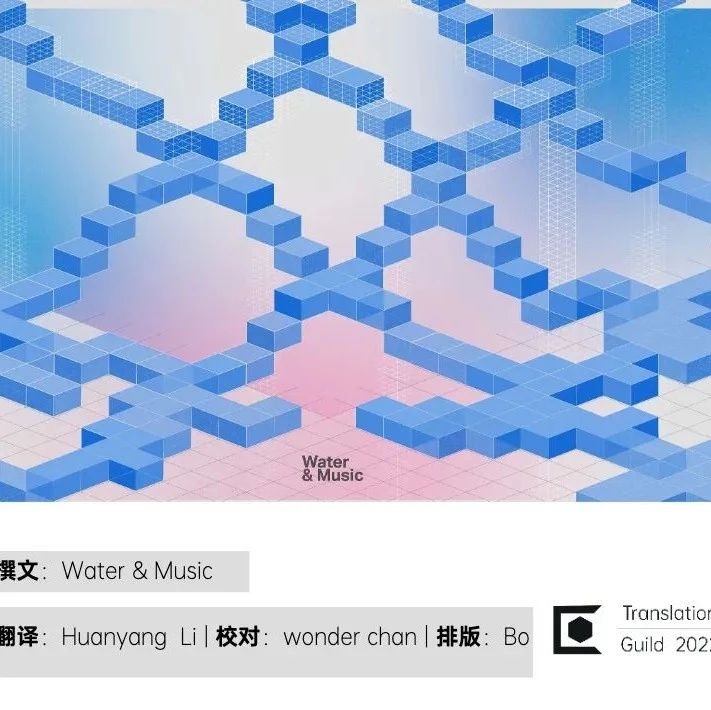 Water
& Music
撰文：Water & Music
翻译：Huanyang Li | 校对：wonder chan | 排版：Bo
Translation
Guild 2022